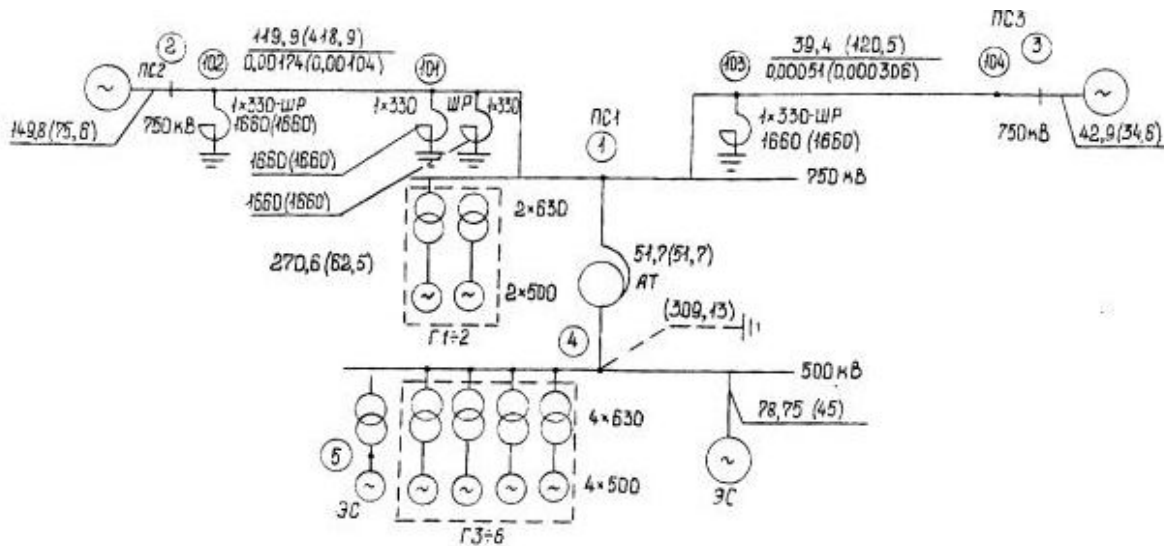 119,9(418,9)
0,00174(0,00104)
ПС2
2
102
101
149,8(75,6)
750 кВ
1×330-ШР
1660(1660)
1×330
ШР
1×330
1660(1660)
1660(1660)
ПС3
39,4 (120,5)
0,00051(0,000306)
103
104
3
1×330-ШР
1660 (1660)
750 кВ
42,9(34,6)
ПС1
1
750 кВ
2×630
270,6(62,5)
2×500
Г1÷2
51,7(51,7)
АТ
(309,13)
4
500 кВ
78,75 (45)
4×630
5
4×500
ЭС
Г3÷6
ЭС